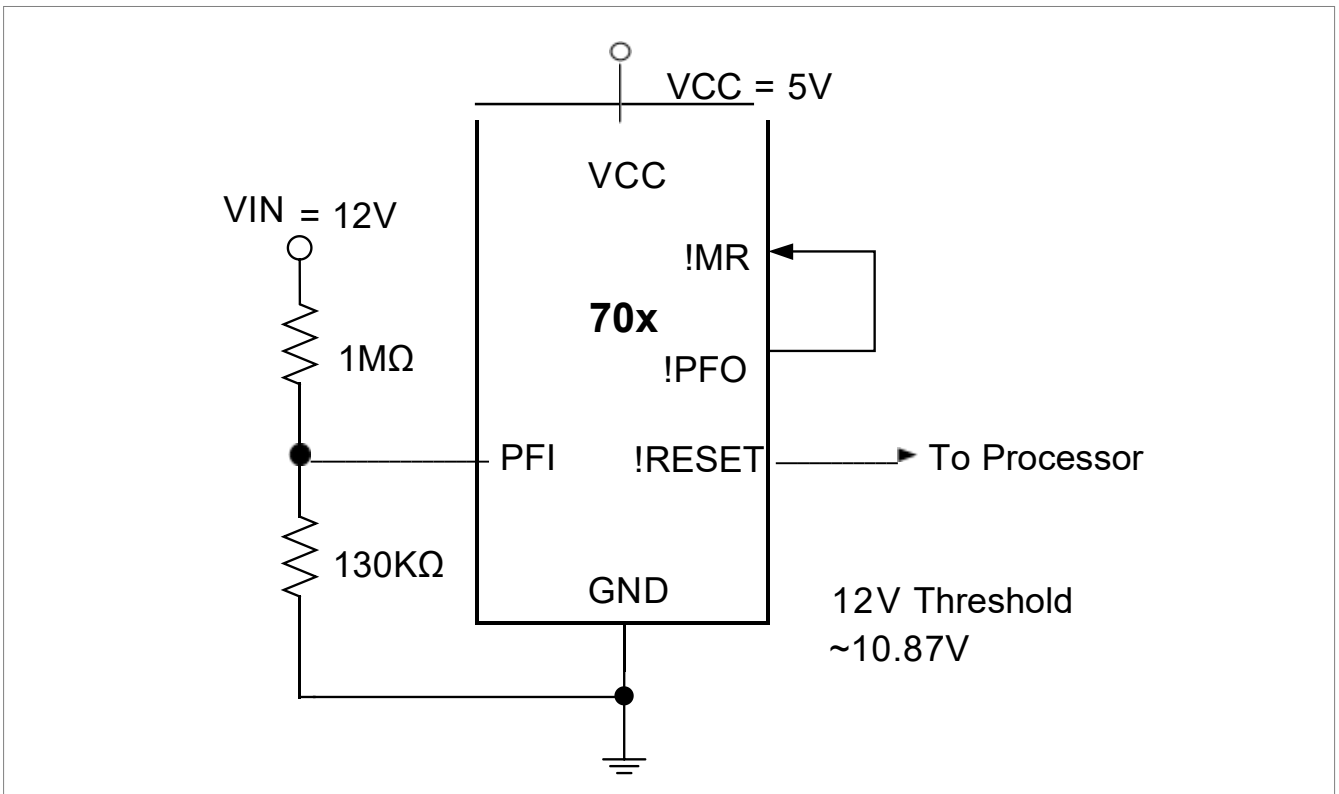 VCC = 5V
VCC
VIN = 12V
!MR
70x
1MΩ
!PFO
PFI
!RESET
To Processor
130KΩ
GND
12V Threshold
~10.87V